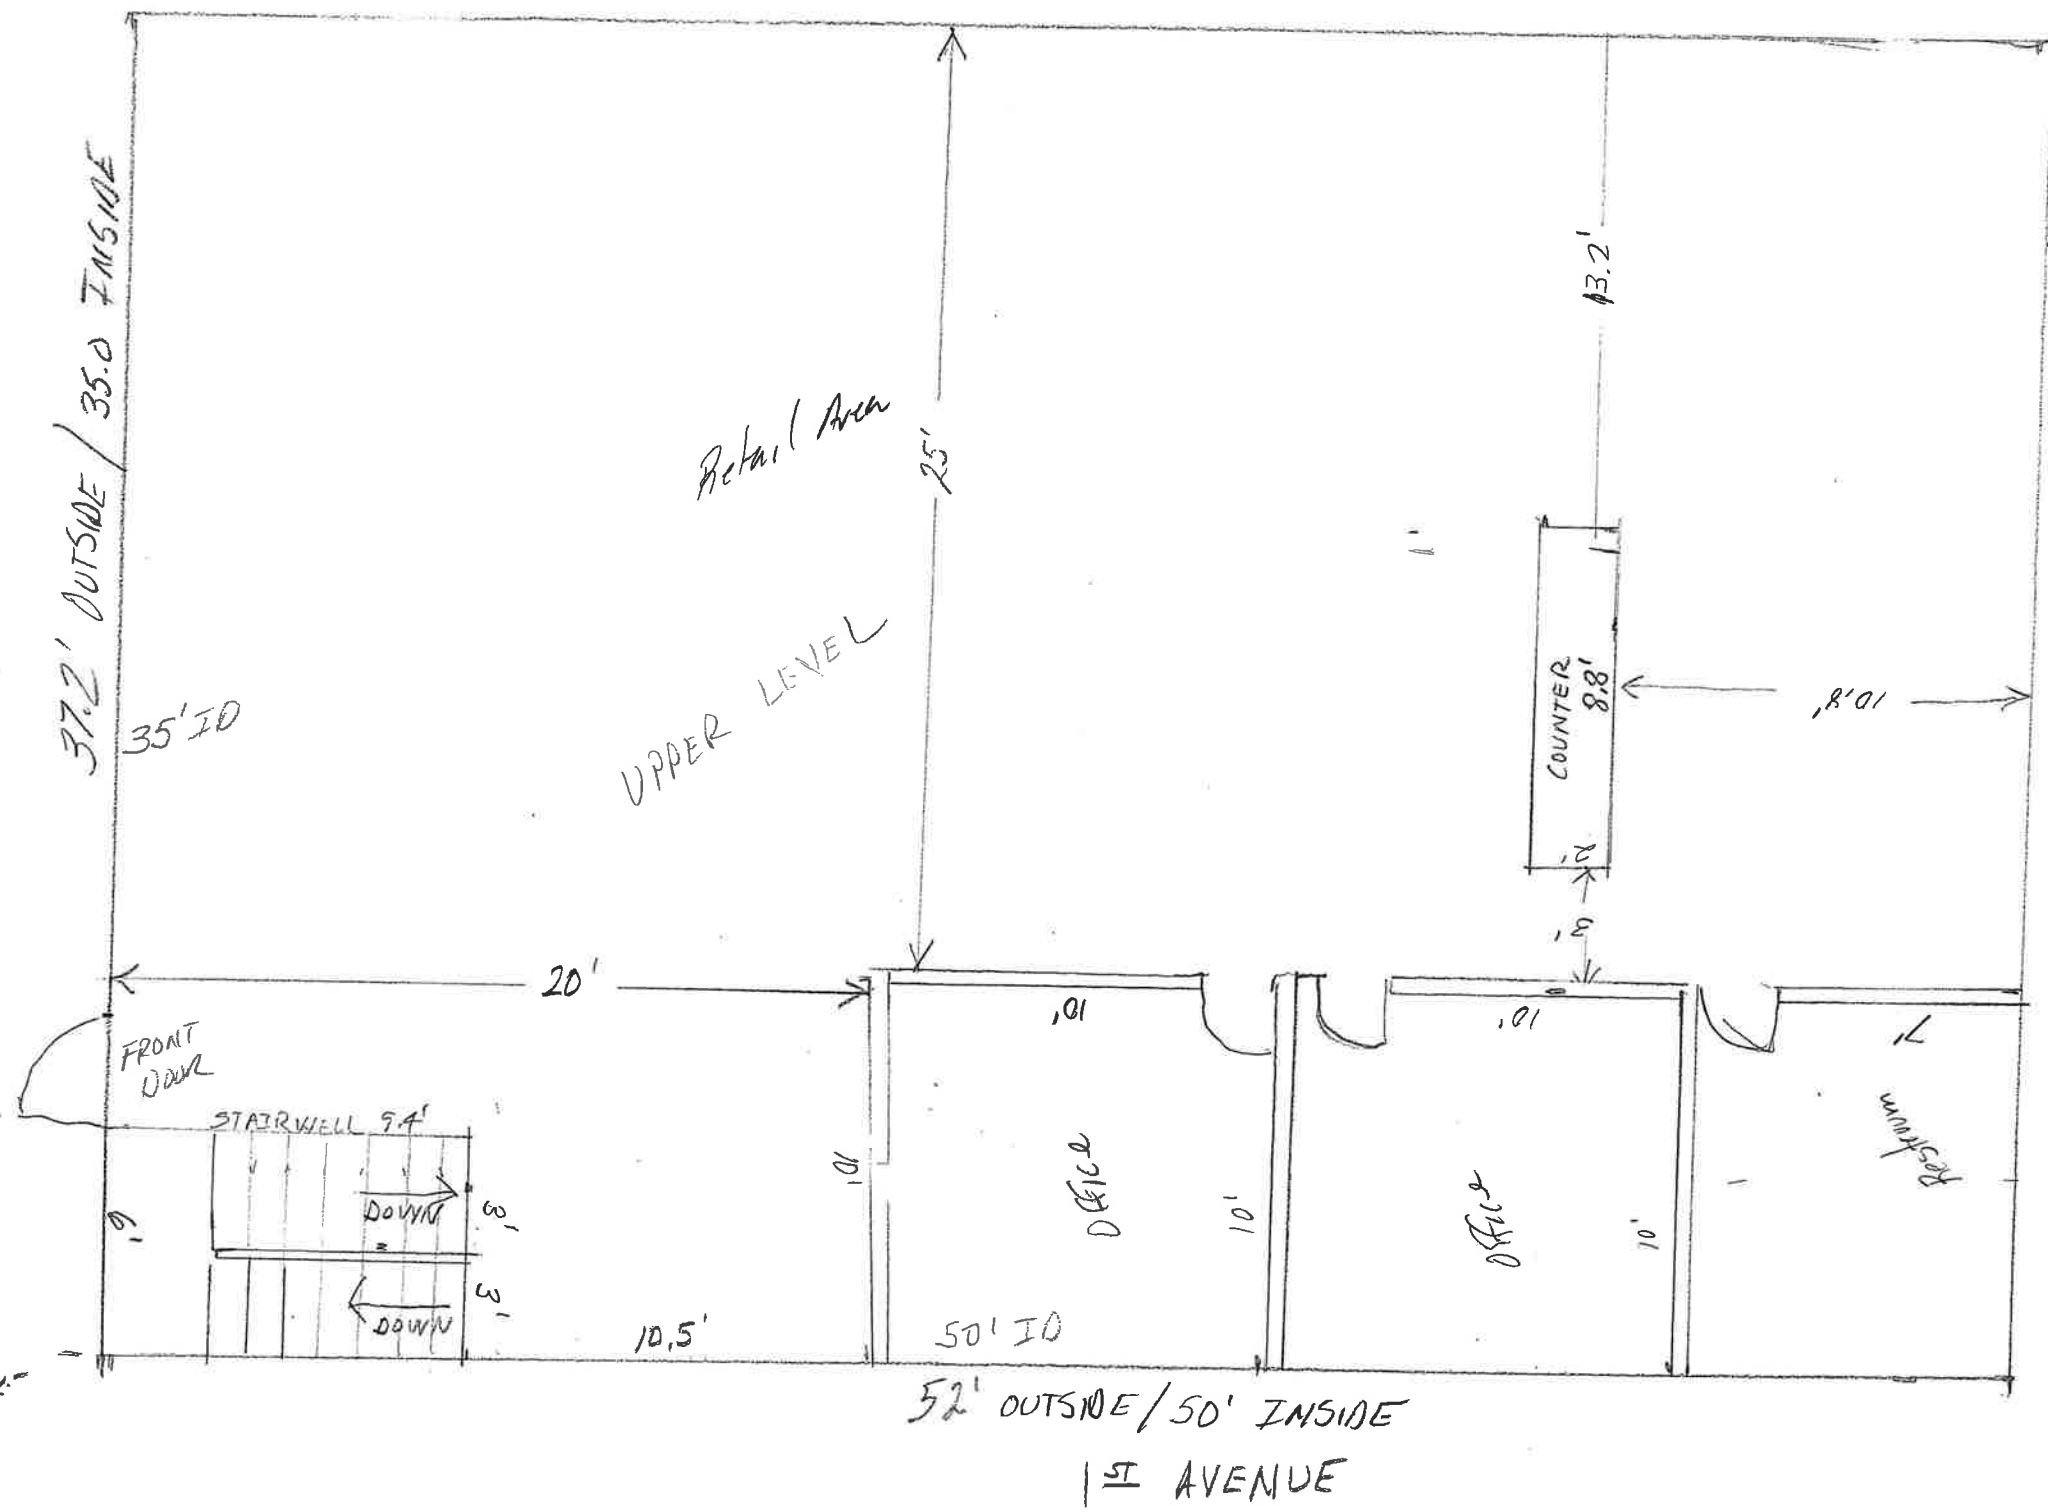 37.2' OUTSIDE / 35.0 INSIDE
35' ID
Retail Area
25'
UPPER LEVEL
13.2'
1'
COUNTER
8.8'
2'
10.8'
3'
20'
FRONT
DOOR
STAIRWELL 9.4'
6'
DOWN
3'
DOWN
3'
10.5'
10'
10'
OFFICE
10'
10'
Office
10'
7'
Restroom
50' ID
52' OUTSIDE / 50' INSIDE
1ST AVENUE